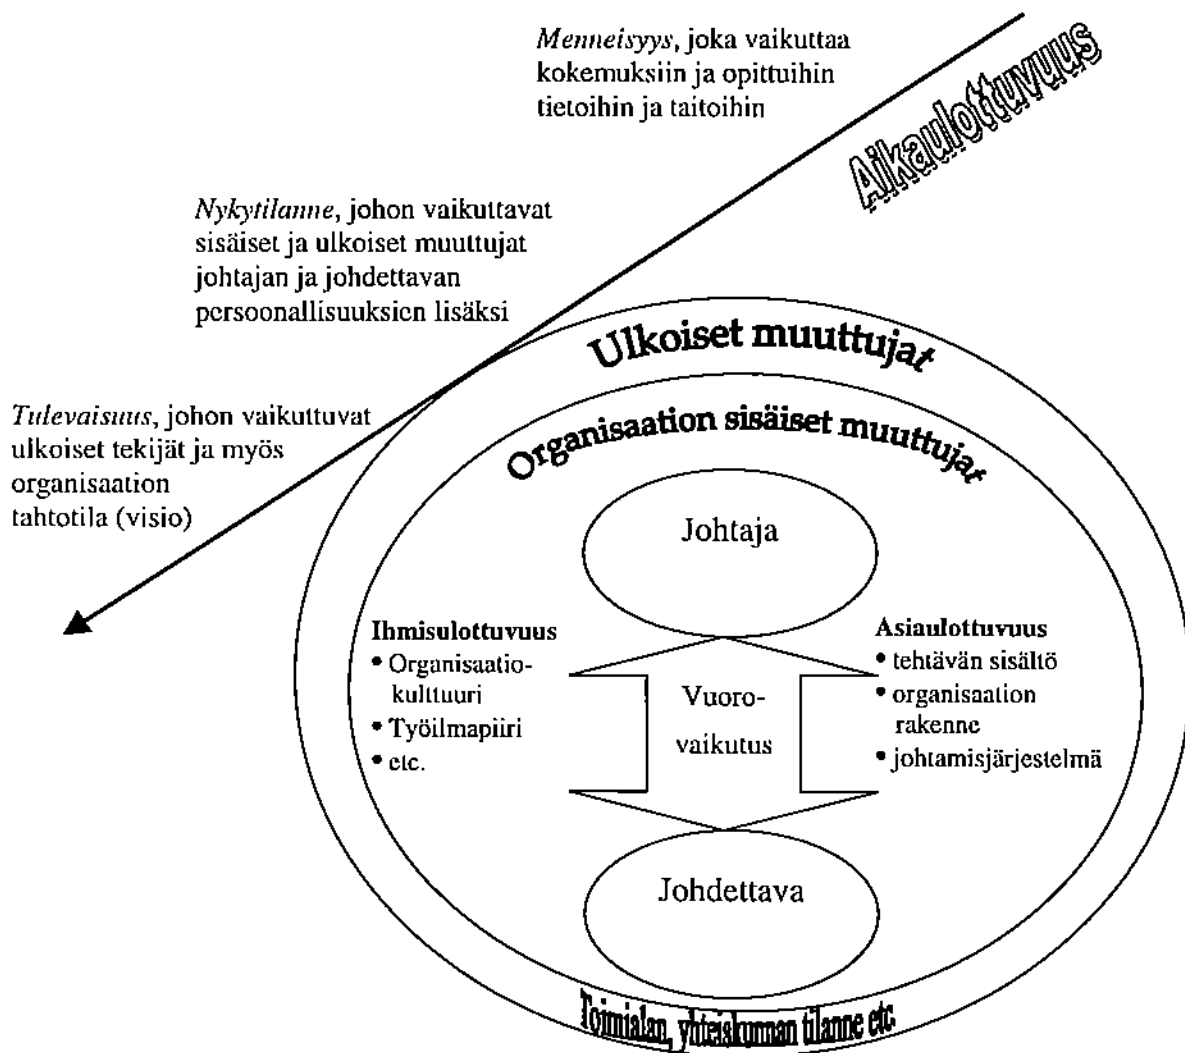 Menneisyys, joka vaikuttaa
kokemuksiin ja opittuihin
tietoihin ja taitoihin
Aikaulottuvuus
Nykytilanne, johon vaikuttavat
sisäiset ja ulkoiset muuttujat
johtajan ja johdettavan
persoonallisuuksien lisäksi
Tulevaisuus, johon vaikuttuvat
ulkoiset tekijät ja myös
organisaation
tahtotila (visio)
Ulkoiset muuttujat
Organisaation sisäiset muuttujat
Johtaja
Ihmisulottuvuus
• Organisaatio-
kulttuuri
• Työilmapiiri
• etc.
Vuoro-
vaikutus
Asiaulottuvuus
• tehtävän sisältö
• organisaation
rakenne
• johtamisjärjestelmä
Johdettava
Toimialan, yhteiskunnan tilanne etc